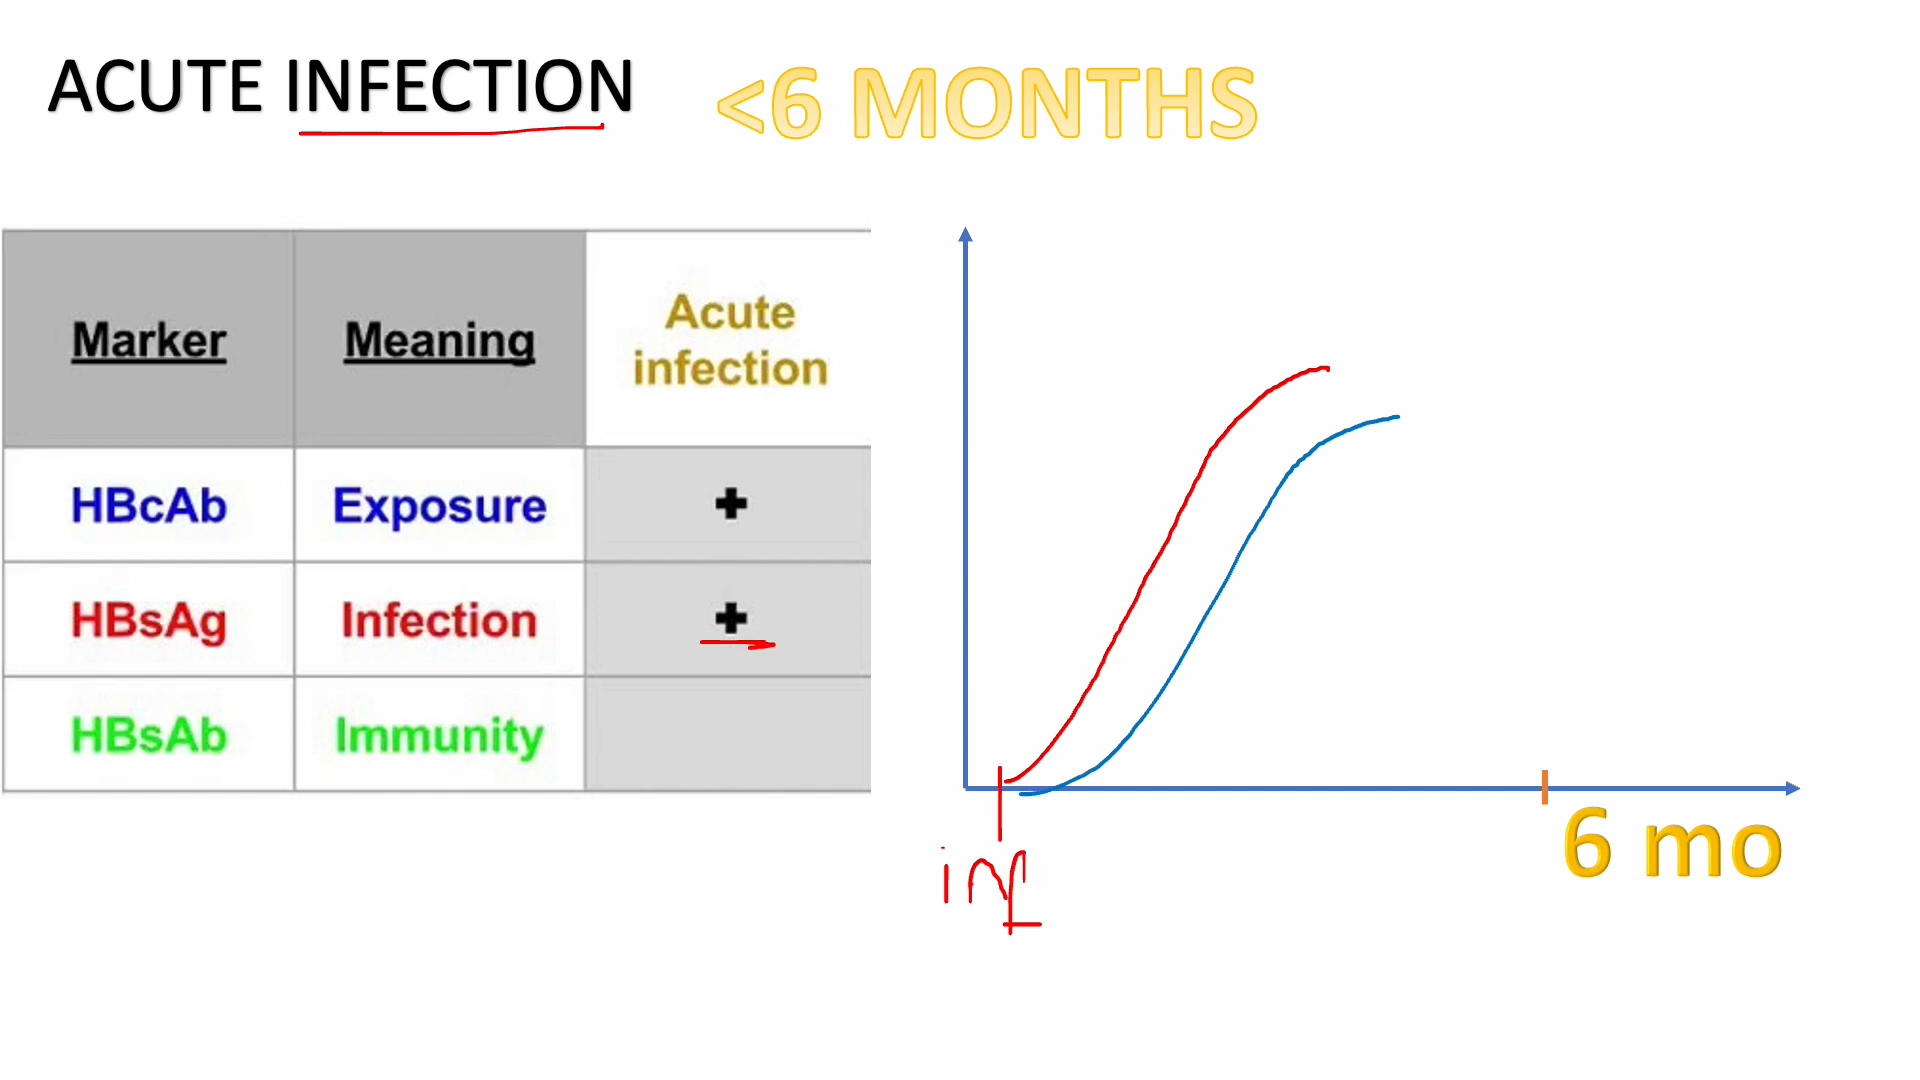 ACUTE INFECTION
<6 MONTHS
Marker Meaning Acute infection
HBcAb Exposure +
HBsAg Infection +
HBsAb Immunity
6 mo
inf